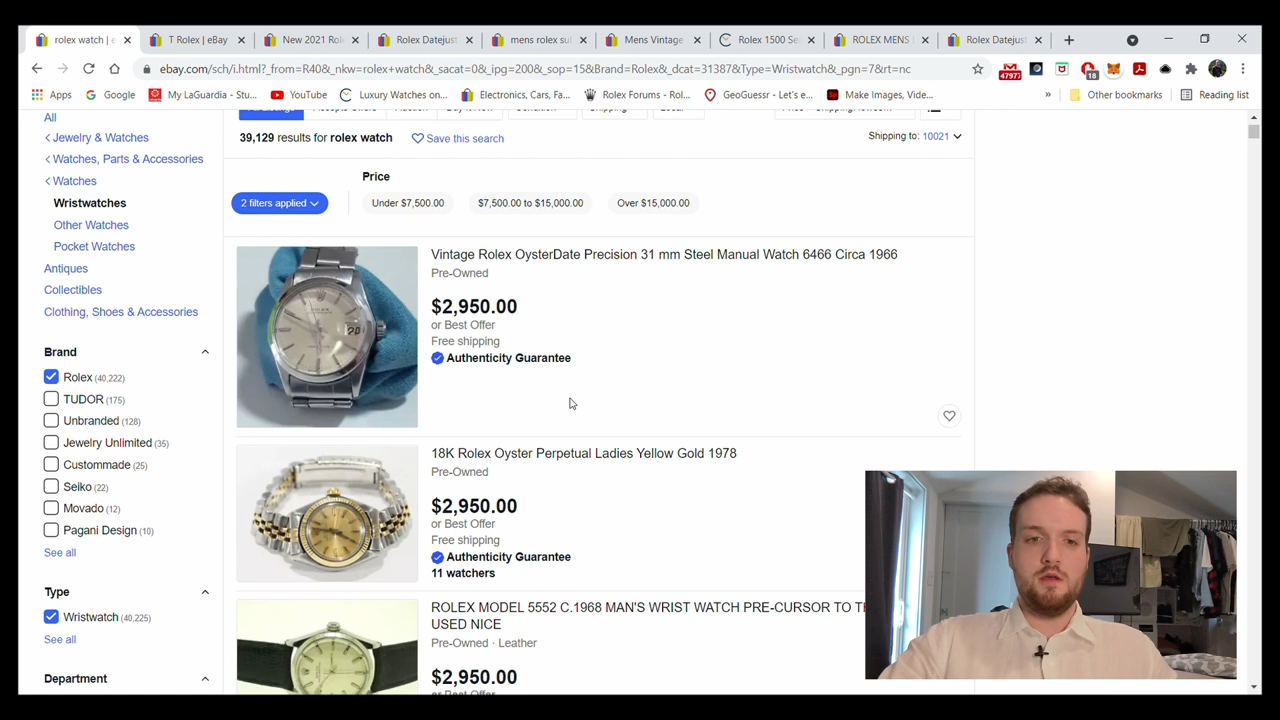 rolex watch | e
T Rolex | eBay
New 2021 Role
Rolex Datejust
mens rolex sub
Mens Vintage
Rolex 1500 Se
ROLEX MENS
Rolex Datejust
ebay.com/sch/i.html?_from=R40&_nkw=rolex+watch&_sacat=0&_ipg=200&_sop=15&Brand=Rolex&_dcat=31387&Type=Wristwatch&_pgn=7&rt=nc
47977
18
Apps
Google
My LaGuardia - Stu...
YouTube
Luxury Watches on...
Electronics, Cars, Fa...
Rolex Forums - Rol...
GeoGuessr - Let's e...
Make Images, Vide...
»
Other bookmarks
Reading list
39,129 results for rolex watch
Save this search
Shipping to: 10021
All
Jewelry & Watches
Watches, Parts & Accessories
Watches
Wristwatches
Other Watches
Pocket Watches
Antiques
Collectibles
Clothing, Shoes & Accessories
Brand
Rolex (40,222)
TUDOR (175)
Unbranded (128)
Jewelry Unlimited (35)
Custommade (25)
Seiko (22)
Movado (12)
Pagani Design (10)
See all
Type
Wristwatch (40,225)
See all
Department
Price
2 filters applied
Under $7,500.00
$7,500.00 to $15,000.00
Over $15,000.00
Vintage Rolex OysterDate Precision 31 mm Steel Manual Watch 6466 Circa 1966
Pre-Owned
$2,950.00
or Best Offer
Free shipping
Authenticity Guarantee
18K Rolex Oyster Perpetual Ladies Yellow Gold 1978
Pre-Owned
$2,950.00
or Best Offer
Free shipping
Authenticity Guarantee
11 watchers
ROLEX MODEL 5552 C.1968 MAN'S WRIST WATCH PRE-CURSOR TO TH
USED NICE
Pre-Owned · Leather
$2,950.00
or Best Offer